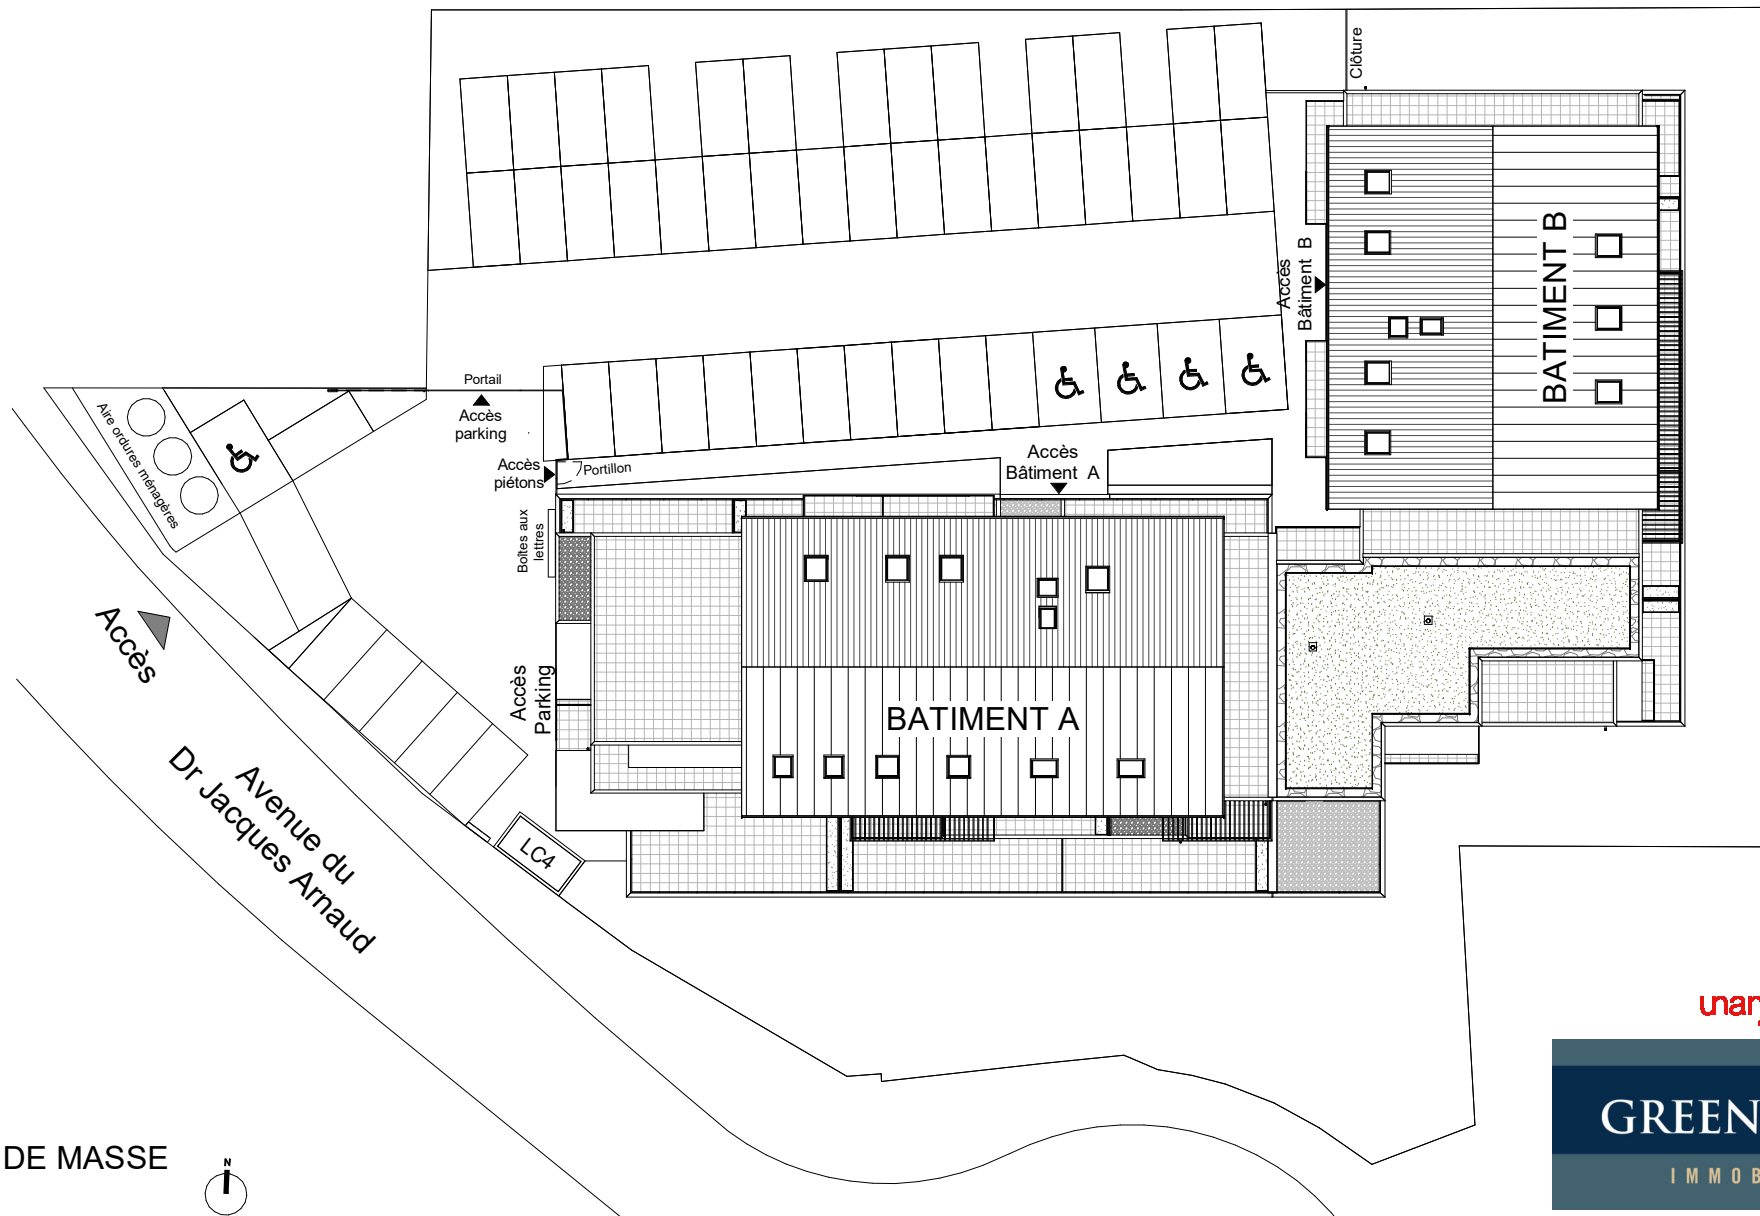 Clôture
Accès
Bâtiment B
BATIMENT B
Portail
Accès
parking
Aire ordures ménagères
Accès
piétons
Portillon
Accès
Bâtiment A
Boîtes aux
lettres
Accès
Accès
Parking
BATIMENT A
Avenue du
Dr Jacques Arnaud
LC4
GREEN
IMMOB
DE MASSE
N